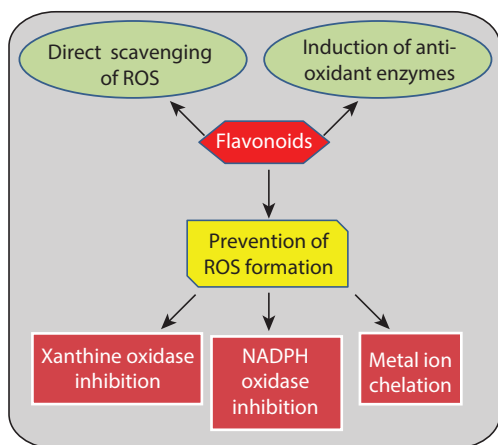 Direct scavenging
of ROS
Induction of anti-
oxidant enzymes
Flavonoids
Prevention of
ROS formation
Xanthine oxidase
inhibition
NADPH
oxidase
inhibition
Metal ion
chelation